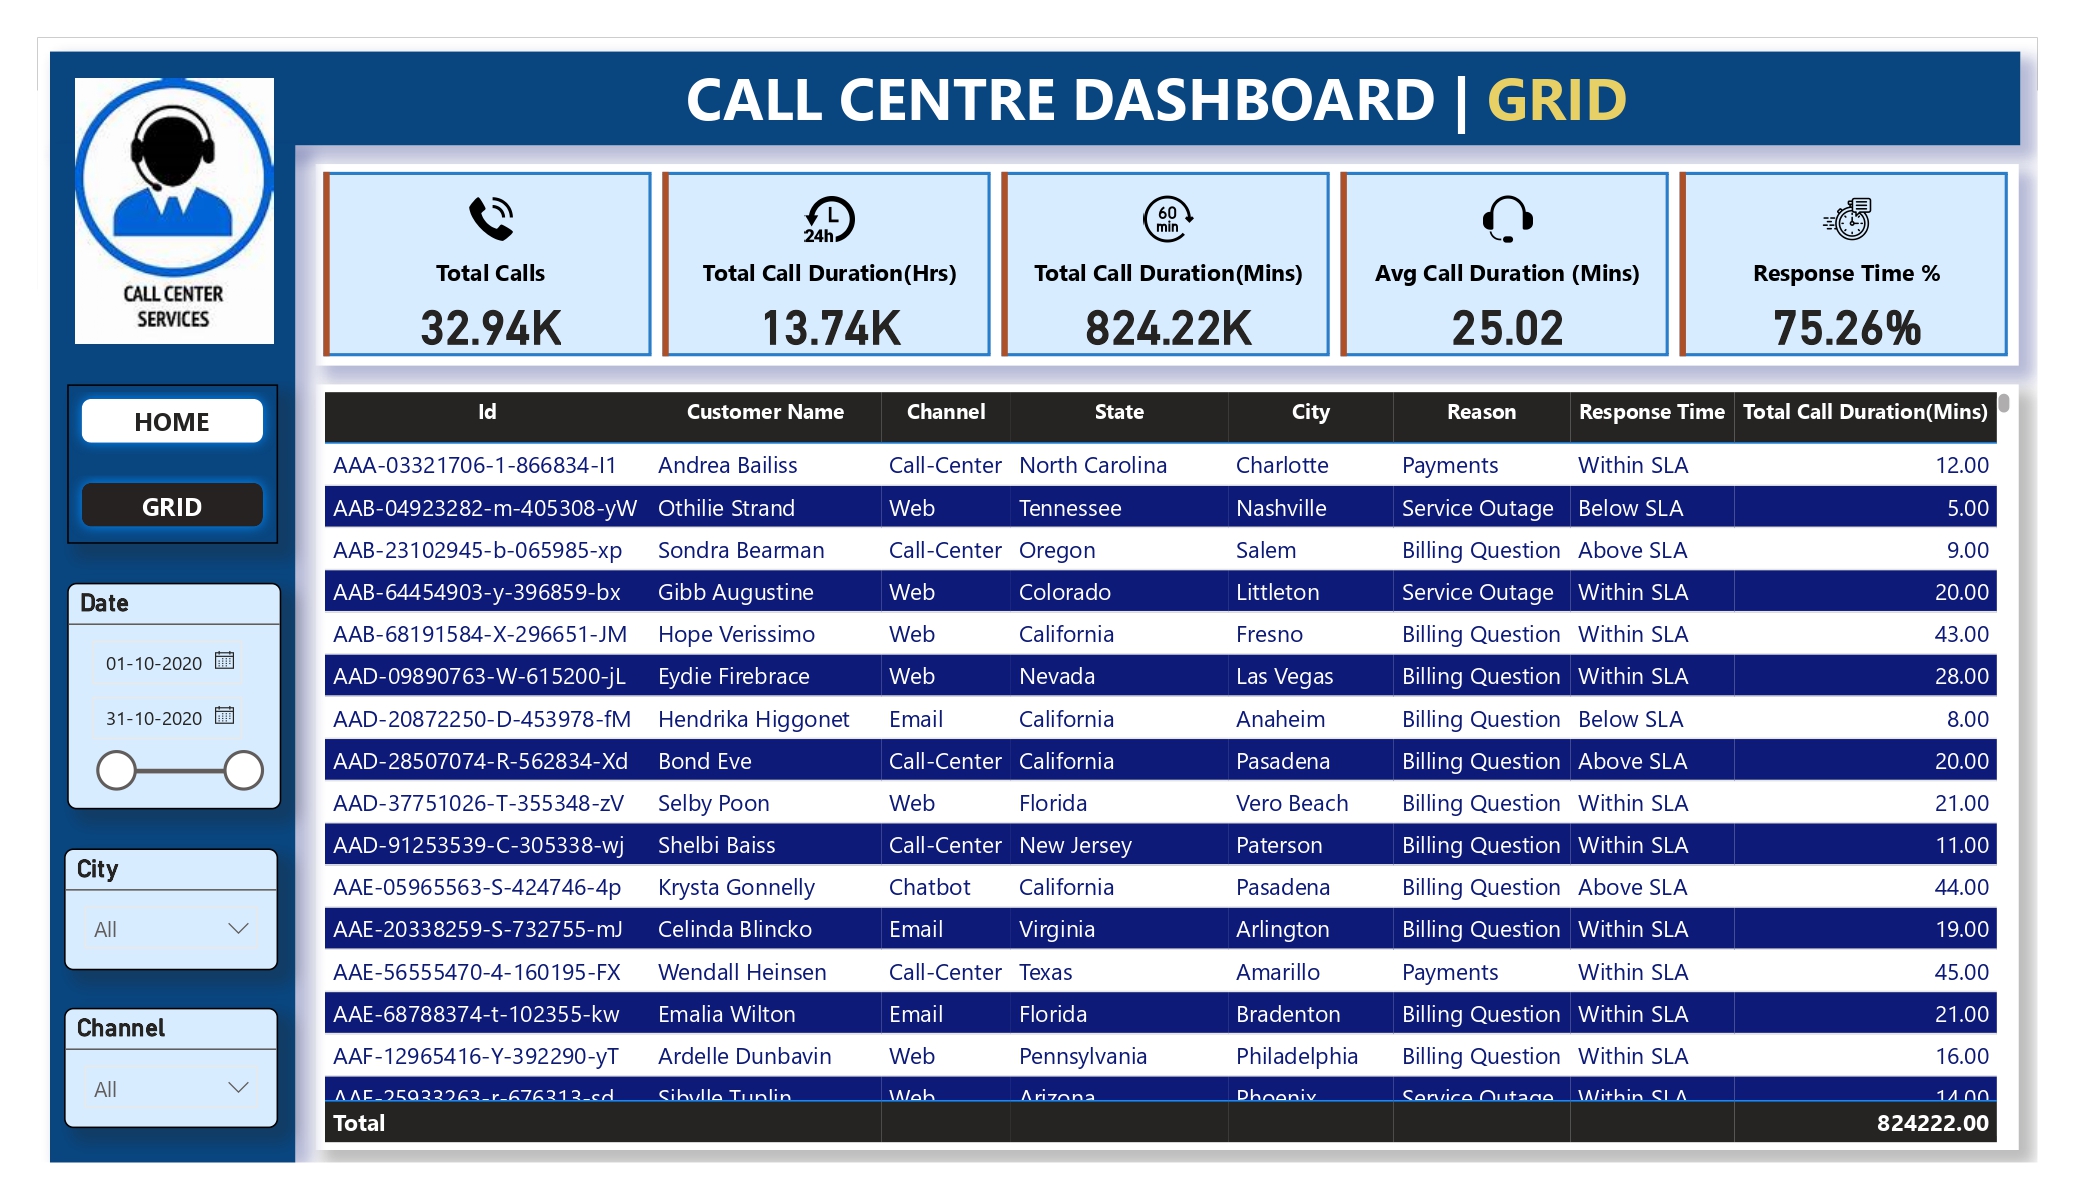 CALL CENTRE DASHBOARD | GRID
CALL CENTER
SERVICES
HOME
GRID
Date
01-10-2020
31-10-2020
City
All
Channel
All
L
24h
60
min
Total Calls Total Call Duration(Hrs) Total Call Duration(Mins) Avg Call Duration (Mins) Response Time %
32.94K 13.74K 824.22K 25.02 75.26%
Id Customer Name Channel State City Reason Response Time Total Call Duration(Mins)
AAA-03321706-1-866834-I1 Andrea Bailiss Call-Center North Carolina Charlotte Payments Within SLA 12.00
AAB-04923282-m-405308-yW Othilie Strand Web Tennessee Nashville Service Outage Below SLA 5.00
AAB-23102945-b-065985-xp Sondra Bearman Call-Center Oregon Salem Billing Question Above SLA 9.00
AAB-64454903-y-396859-bx Gibb Augustine Web Colorado Littleton Service Outage Within SLA 20.00
AAB-68191584-X-296651-JM Hope Verissimo Web California Fresno Billing Question Within SLA 43.00
AAD-09890763-W-615200-jL Eydie Firebrace Web Nevada Las Vegas Billing Question Within SLA 28.00
AAD-20872250-D-453978-fM Hendrika Higgonet Email California Anaheim Billing Question Below SLA 8.00
AAD-28507074-R-562834-Xd Bond Eve Call-Center California Pasadena Billing Question Above SLA 20.00
AAD-37751026-T-355348-zV Selby Poon Web Florida Vero Beach Billing Question Within SLA 21.00
AAD-91253539-C-305338-wj Shelbi Baiss Call-Center New Jersey Paterson Billing Question Within SLA 11.00
AAE-05965563-S-424746-4p Krysta Gonnelly Chatbot California Pasadena Billing Question Above SLA 44.00
AAE-20338259-S-732755-mJ Celinda Blincko Email Virginia Arlington Billing Question Within SLA 19.00
AAE-56555470-4-160195-FX Wendall Heinsen Call-Center Texas Amarillo Payments Within SLA 45.00
AAE-68788374-t-102355-kw Emalia Wilton Email Florida Bradenton Billing Question Within SLA 21.00
AAF-12965416-Y-392290-yT Ardelle Dunbavin Web Pennsylvania Philadelphia Billing Question Within SLA 16.00
AAF-25933263-r-676313-sd Sibylle Tuplin Web Arizona Phoenix Service Outage Within SLA 14.00
Total 824222.00